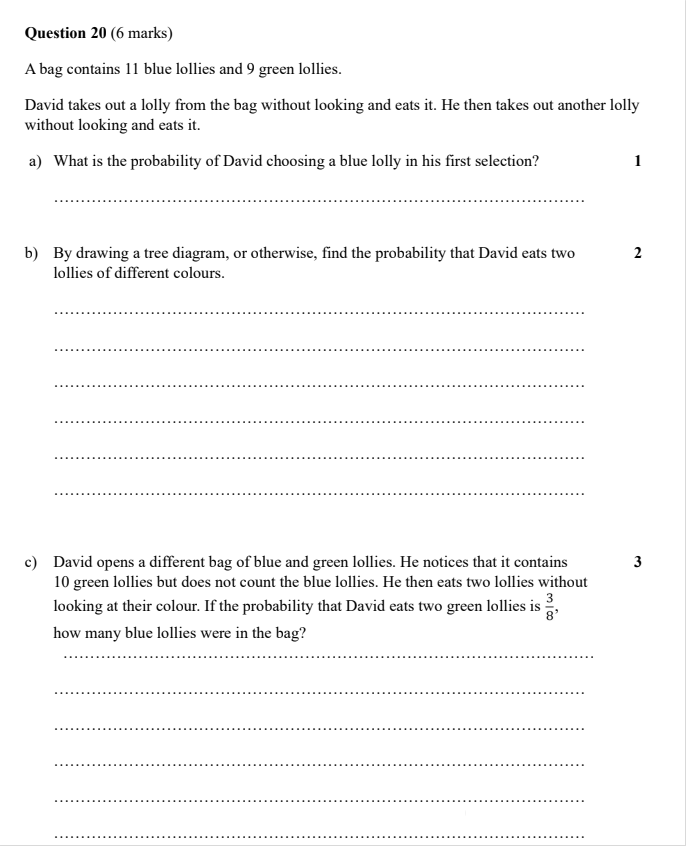 Question 20 (6 marks)
A bag contains 11 blue lollies and 9 green lollies.
David takes out a lolly from the bag without looking and eats it. He then takes out another lolly
without looking and eats it.
a) What is the probability of David choosing a blue lolly in his first selection? 1
b) By drawing a tree diagram, or otherwise, find the probability that David eats two 2
lollies of different colours.
c) David opens a different bag of blue and green lollies. He notices that it contains 3
10 green lollies but does not count the blue lollies. He then eats two lollies without
looking at their colour. If the probability that David eats two green lollies is 3/8,
how many blue lollies were in the bag?